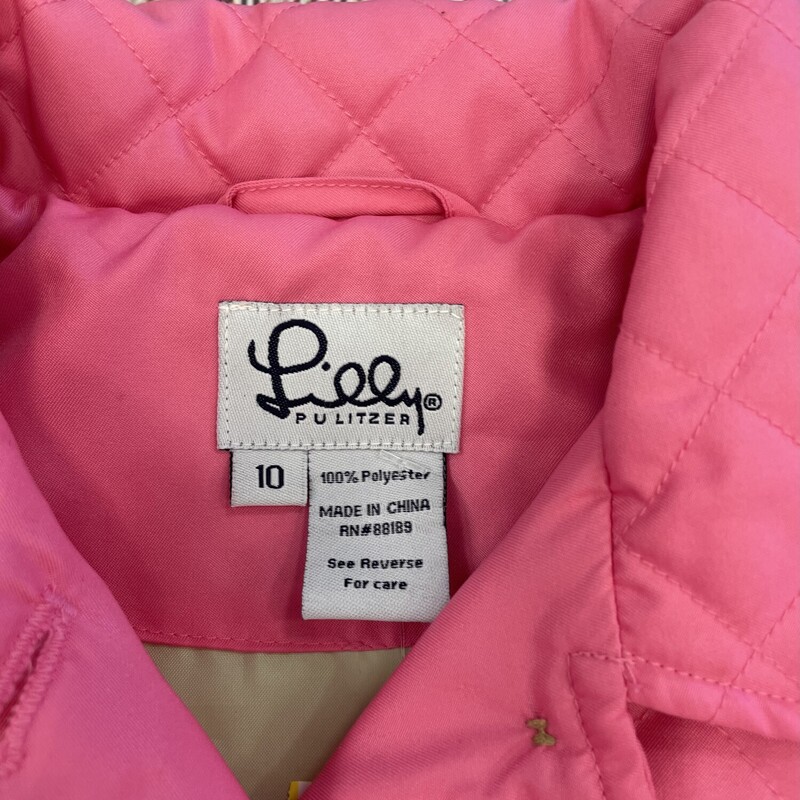 Lilly®
PULITZER
10
100% Polyester
MADE IN CHINA
RN#88189
See Reverse
For care